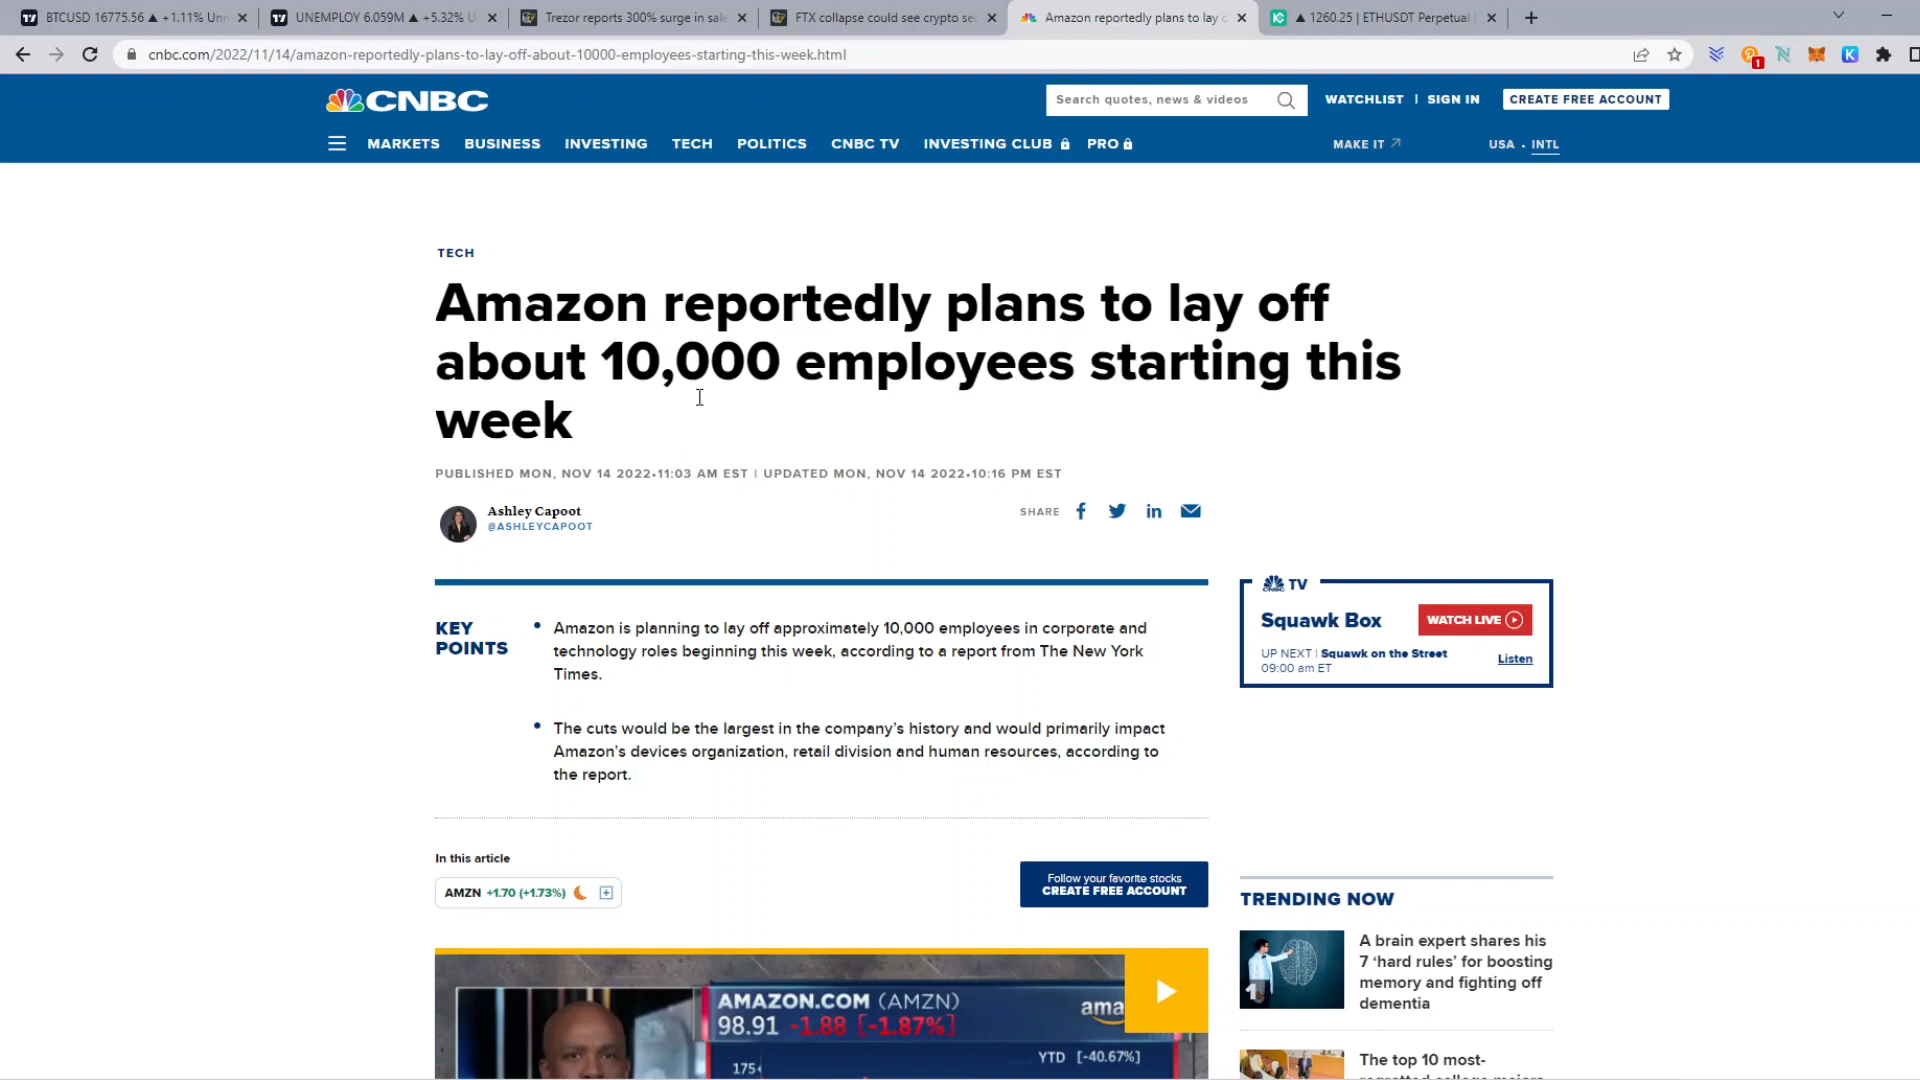 BTCUSD 16775.56 ▲ +1.11% Un
UNEMPLOY 6.059M ▲ +5.32% U
Trezor reports 300% surge in sal
FTX collapse could see crypto se
Amazon reportedly plans to lay o
▲ 1260.25 | ETHUSDT Perpetual
cnbc.com/2022/11/14/amazon-reportedly-plans-to-lay-off-about-10000-employees-starting-this-week.html
1
CNBC
Search quotes, news & videos
WATCHLIST | SIGN IN
CREATE FREE ACCOUNT
MARKETS BUSINESS INVESTING TECH POLITICS CNBC TV INVESTING CLUB PRO
MAKE IT
USA • INTL
TECH
Amazon reportedly plans to lay off
about 10,000 employees starting this
week
PUBLISHED MON, NOV 14 2022•11:03 AM EST | UPDATED MON, NOV 14 2022•10:16 PM EST
Ashley Capoot
@ASHLEYCAPOOT
SHARE
KEY
POINTS
• Amazon is planning to lay off approximately 10,000 employees in corporate and
technology roles beginning this week, according to a report from The New York
Times.
• The cuts would be the largest in the company's history and would primarily impact
Amazon's devices organization, retail division and human resources, according to
the report.
TV
Squawk Box
WATCH LIVE
UP NEXT | Squawk on the Street
09:00 am ET
Listen
In this article
AMZN +1.70 (+1.73%)
Follow your favorite stocks
CREATE FREE ACCOUNT
AMAZON.COM (AMZN)
98.91 -1.88 [-1.87%]
ama
YTD [-40.67%]
175
TRENDING NOW
1
A brain expert shares his
7 'hard rules' for boosting
memory and fighting off
dementia
The top 10 most-
regretted college majors